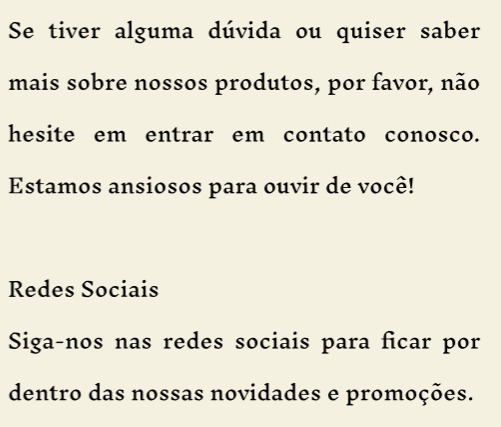 Se tiver alguma dúvida ou quiser saber
mais sobre nossos produtos, por favor, não
hesite em entrar em contato conosco.
Estamos ansiosos para ouvir de você!
Redes Sociais
Siga-nos nas redes sociais para ficar por
dentro das nossas novidades e promoções.